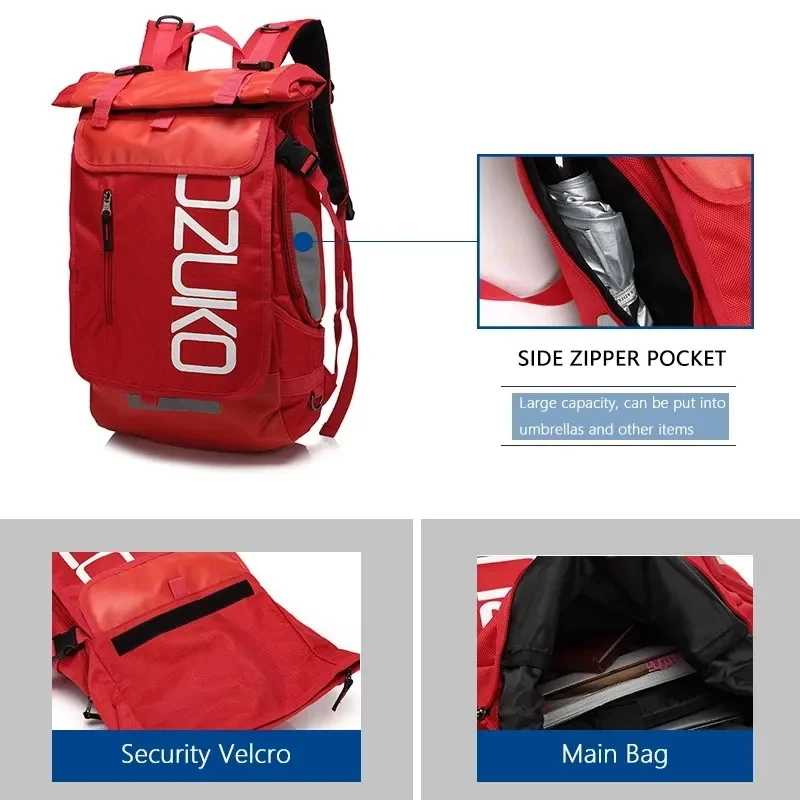 OZUKO
SIDE ZIPPER POCKET
Large capacity, can be put into
umbrellas and other items
Security Velcro
Main Bag